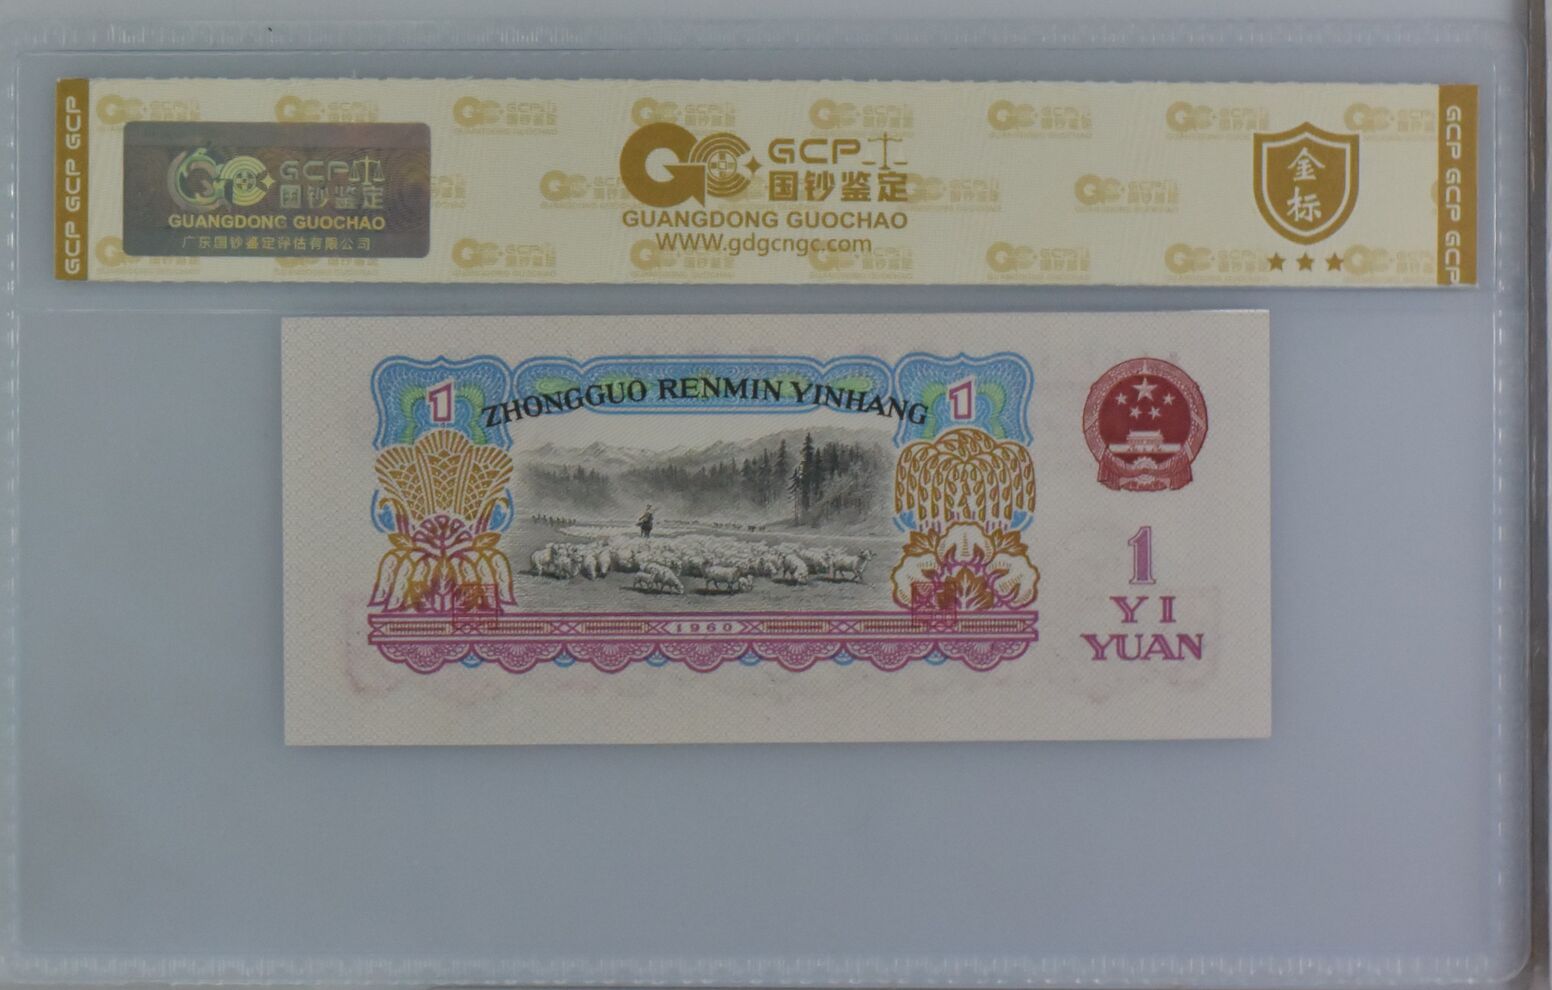 GCP GCP GCP
GCP
国钞鉴定
GUANGDONG GUOCHAO
广东国钞鉴定评估有限公司
GCP
国钞鉴定
GUANGDONG GUOCHAO
WWW.gdgcngc.com
金
标
GCP GCP GCP
ZHONGGUO RENMIN YINHANG
1
1
1960
1
YI
YUAN